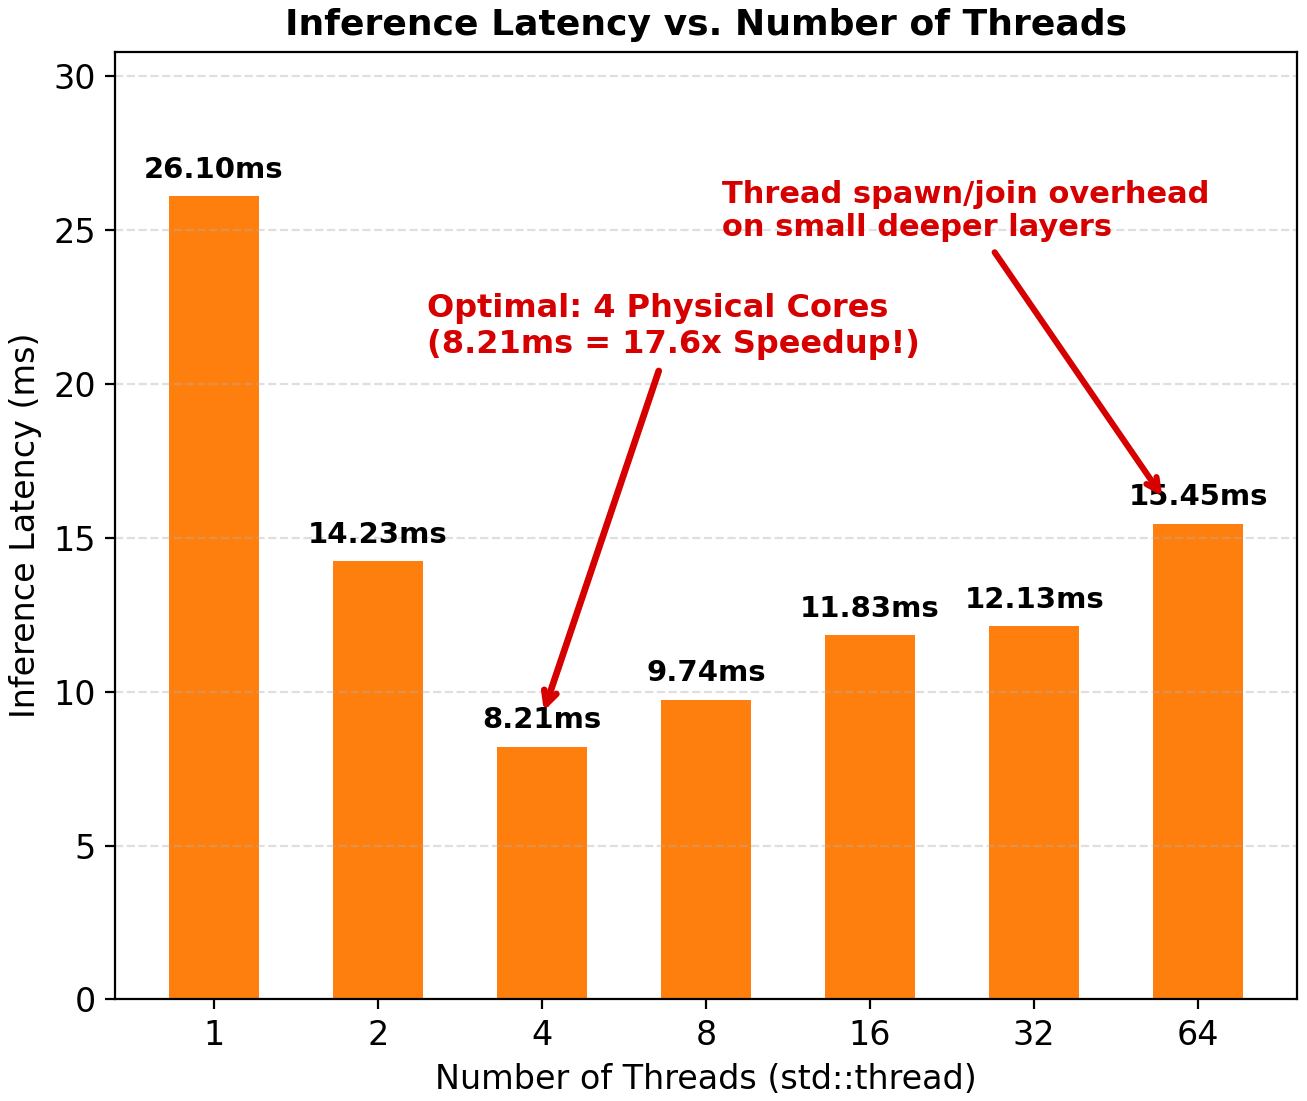 Inference Latency vs. Number of Threads
30
25
20
15
10
5
0
Inference Latency (ms)
26.10ms
14.23ms
8.21ms
9.74ms
11.83ms
12.13ms
15.45ms
Thread spawn/join overhead
on small deeper layers
Optimal: 4 Physical Cores
(8.21ms = 17.6x Speedup!)
1
2
4
8
16
32
64
Number of Threads (std::thread)